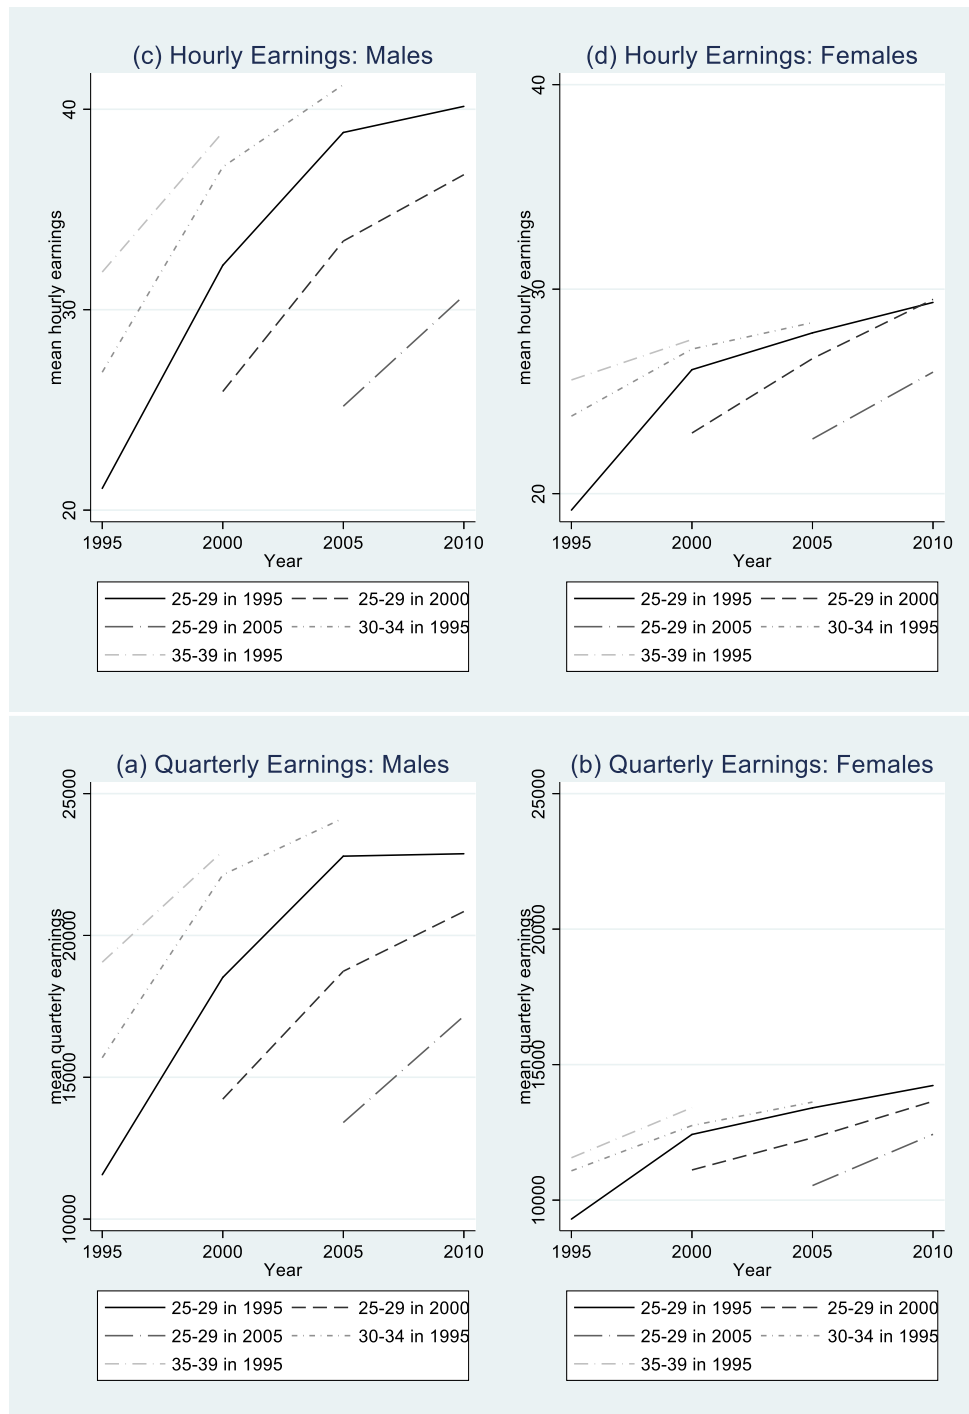 (c) Hourly Earnings: Males
mean hourly earnings
40
30
20
1995 2000 2005 2010
Year
25-29 in 1995 25-29 in 2000
25-29 in 2005 30-34 in 1995
35-39 in 1995
(d) Hourly Earnings: Females
mean hourly earnings
40
30
20
1995 2000 2005 2010
Year
25-29 in 1995 25-29 in 2000
25-29 in 2005 30-34 in 1995
35-39 in 1995
(a) Quarterly Earnings: Males
mean quarterly earnings
25000
20000
15000
10000
1995 2000 2005 2010
Year
25-29 in 1995 25-29 in 2000
25-29 in 2005 30-34 in 1995
35-39 in 1995
(b) Quarterly Earnings: Females
mean quarterly earnings
25000
20000
15000
10000
1995 2000 2005 2010
Year
25-29 in 1995 25-29 in 2000
25-29 in 2005 30-34 in 1995
35-39 in 1995